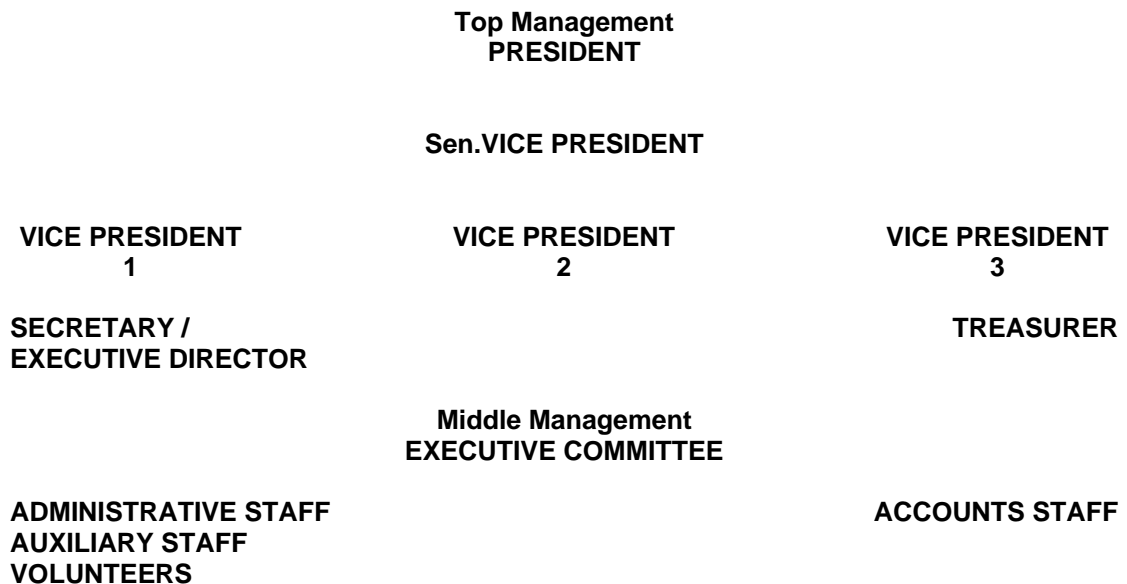 Top Management
PRESIDENT
Sen.VICE PRESIDENT
VICE PRESIDENT VICE PRESIDENT VICE PRESIDENT
1 2 3
SECRETARY / TREASURER
EXECUTIVE DIRECTOR
Middle Management
EXECUTIVE COMMITTEE
ADMINISTRATIVE STAFF ACCOUNTS STAFF
AUXILIARY STAFF
VOLUNTEERS